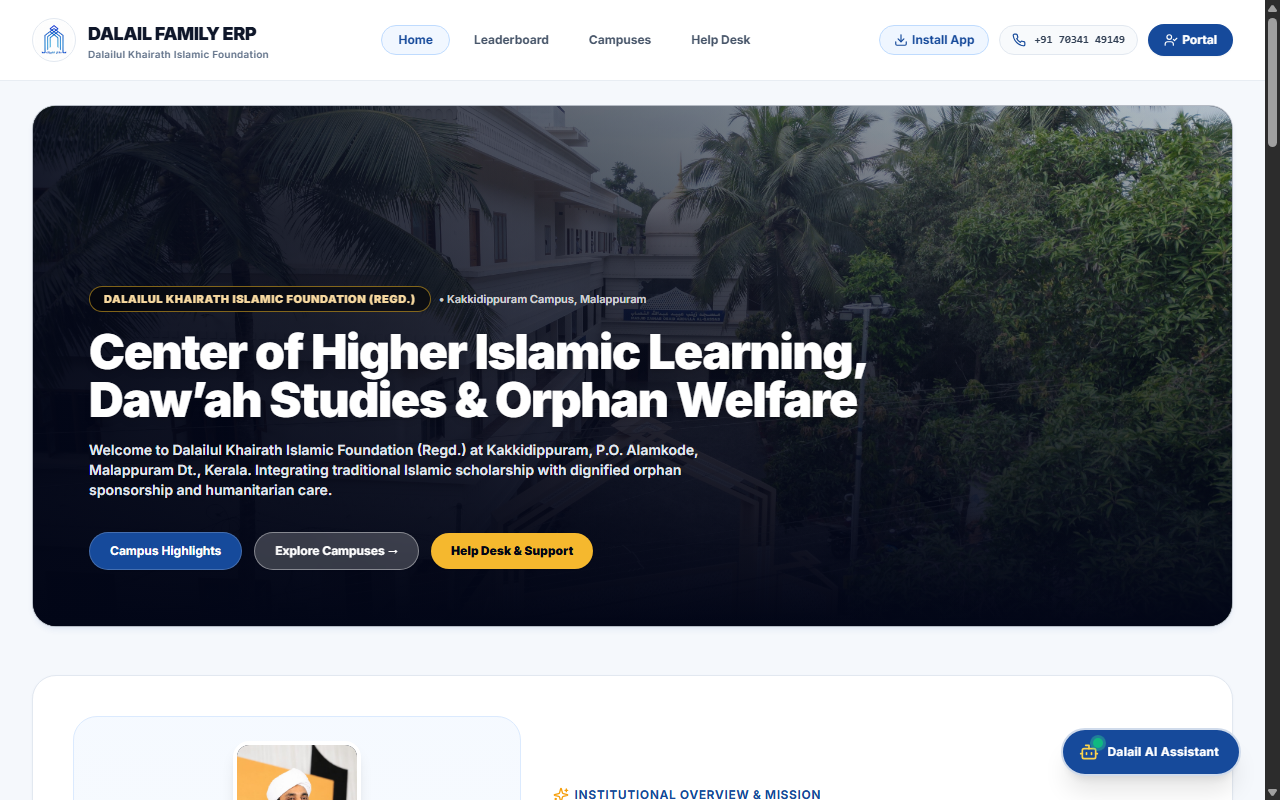 DALAIL FAMILY ERP
Dalailul Khairath Islamic Foundation
Home
Leaderboard
Campuses
Help Desk
Install App
+91 70341 49149
Portal
DALAILUL KHAIRATH ISLAMIC FOUNDATION (REGD.)
• Kakkidippuram Campus, Malappuram
Center of Higher Islamic Learning,
Daw’ah Studies & Orphan Welfare
Welcome to Dalailul Khairath Islamic Foundation (Regd.) at Kakkidippuram, P.O. Alamkode,
Malappuram Dt., Kerala. Integrating traditional Islamic scholarship with dignified orphan
sponsorship and humanitarian care.
Campus Highlights
Explore Campuses →
Help Desk & Support
INSTITUTIONAL OVERVIEW & MISSION
Dalail AI Assistant